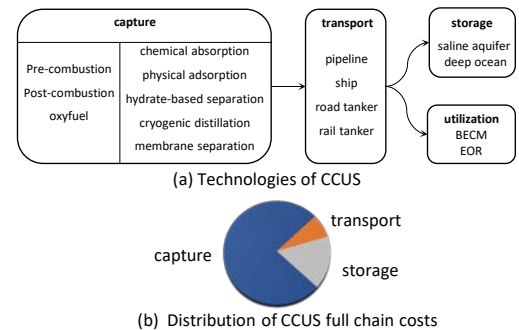 capture
Pre-combustion
Post-combustion
oxyfuel
chemical absorption
physical adsorption
hydrate-based separation
cryogenic distillation
membrane separation
transport
pipeline
ship
road tanker
rail tanker
storage
saline aquifer
deep ocean
utilization
BECM
EOR
(a) Technologies of CCUS
capture
transport
storage
(b) Distribution of CCUS full chain costs